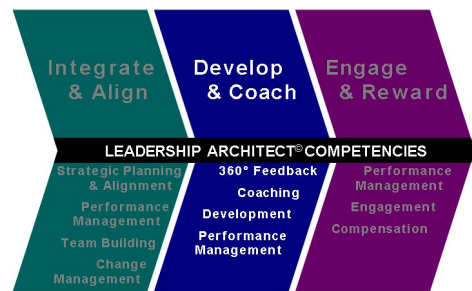 Integrate
& Align
Develop
& Coach
Engage
& Reward
LEADERSHIP ARCHITECT© COMPETENCIES
Strategic Planning
& Alignment
Performance
Management
Team Building
Change
Management
360° Feedback
Coaching
Development
Performance
Management
Performance
Management
Engagement
Compensation